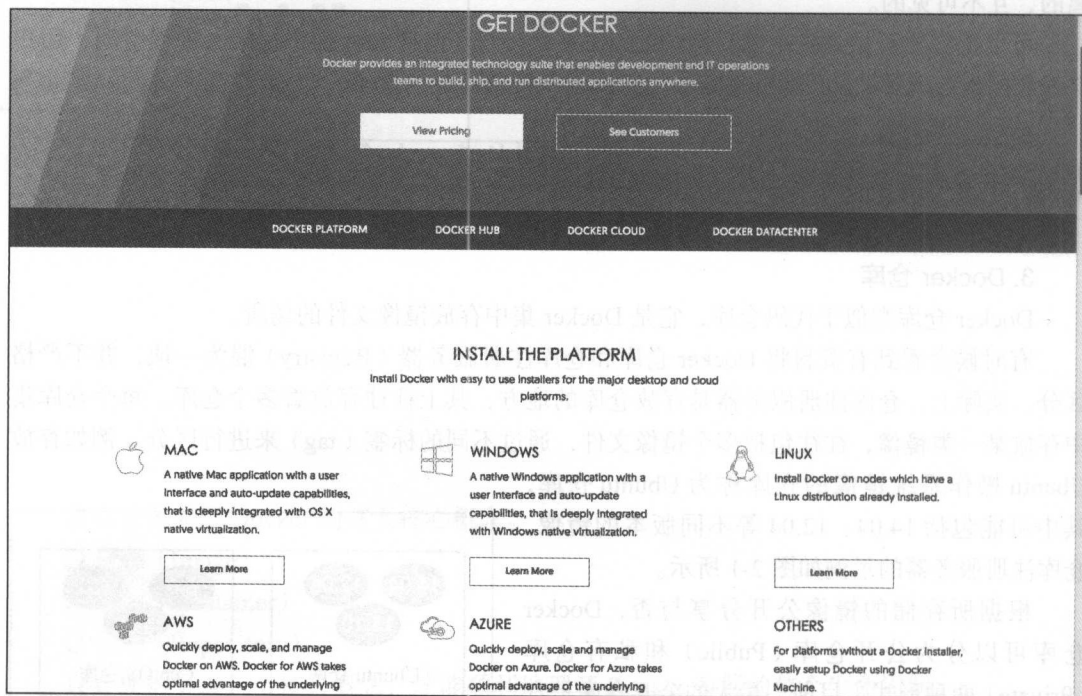 GET DOCKER
Docker provides an integrated technology suite that enables development and IT operations
teams to build, ship, and run distributed applications anywhere.
View Pricing
See Customers
DOCKER PLATFORM
DOCKER HUB
DOCKER CLOUD
DOCKER DATACENTER
INSTALL THE PLATFORM
Install Docker with easy to use installers for the major desktop and cloud
platforms.
MAC
A native Mac application with a user
interface and auto-update capabilities,
that is deeply integrated with OS X
native virtualization.
Learn More
WINDOWS
A native Windows application with a
user interface and auto-update
capabilities, that is deeply integrated
with Windows native virtualization.
Learn More
LINUX
Install Docker on nodes which have a
Linux distribution already installed.
Learn More
AWS
Quickly deploy, scale, and manage
Docker on AWS. Docker for AWS takes
optimal advantage of the underlying
AZURE
Quickly deploy, scale and manage
Docker on Azure. Docker for Azure takes
optimal advantage of the underlying
OTHERS
For platforms without a Docker Installer,
easily setup Docker using Docker
Machine.